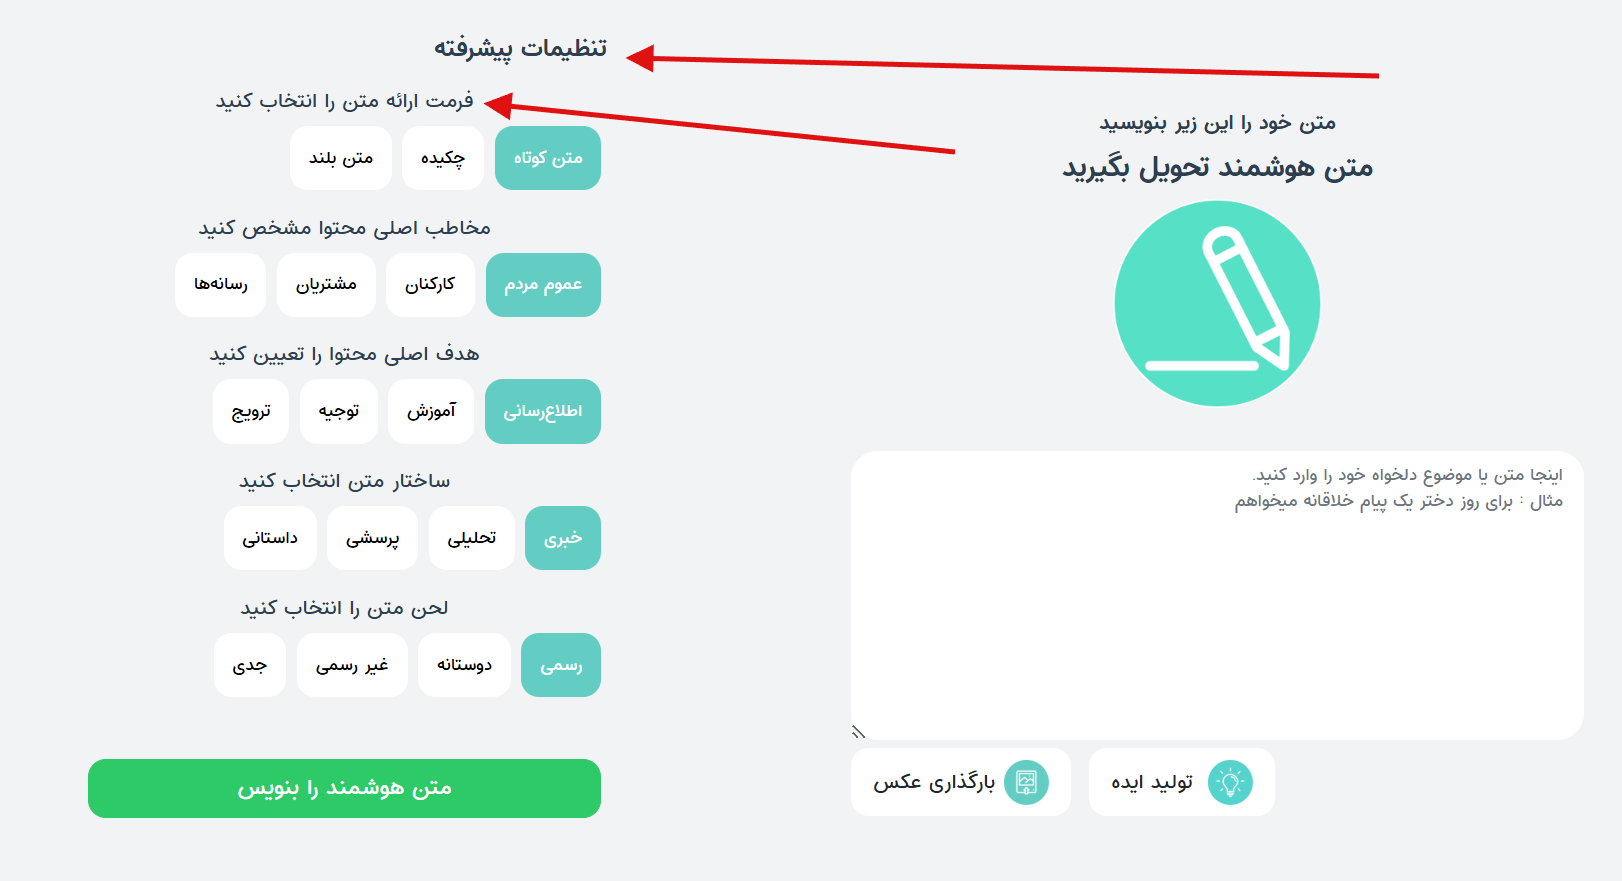 متن خود را این زیر بنویسید
متن هوشمند تحویل بگیرید
اینجا متن یا موضوع دلخواه خود را وارد کنید.
مثال : برای روز دختر یک پیام خلاقانه میخواهم
تولید ایده
بارگذاری عکس
تنظیمات پیشرفته
فرمت ارائه متن را انتخاب کنید
متن کوتاه چکیده متن بلند
مخاطب اصلی محتوا مشخص کنید
عموم مردم کارکنان مشتریان رسانه‌ها
هدف اصلی محتوا را تعیین کنید
اطلاع‌رسانی آموزش توجیه ترویج
ساختار متن انتخاب کنید
خبری تحلیلی پرسشی داستانی
لحن متن را انتخاب کنید
رسمی دوستانه غیر رسمی جدی
متن هوشمند را بنویس